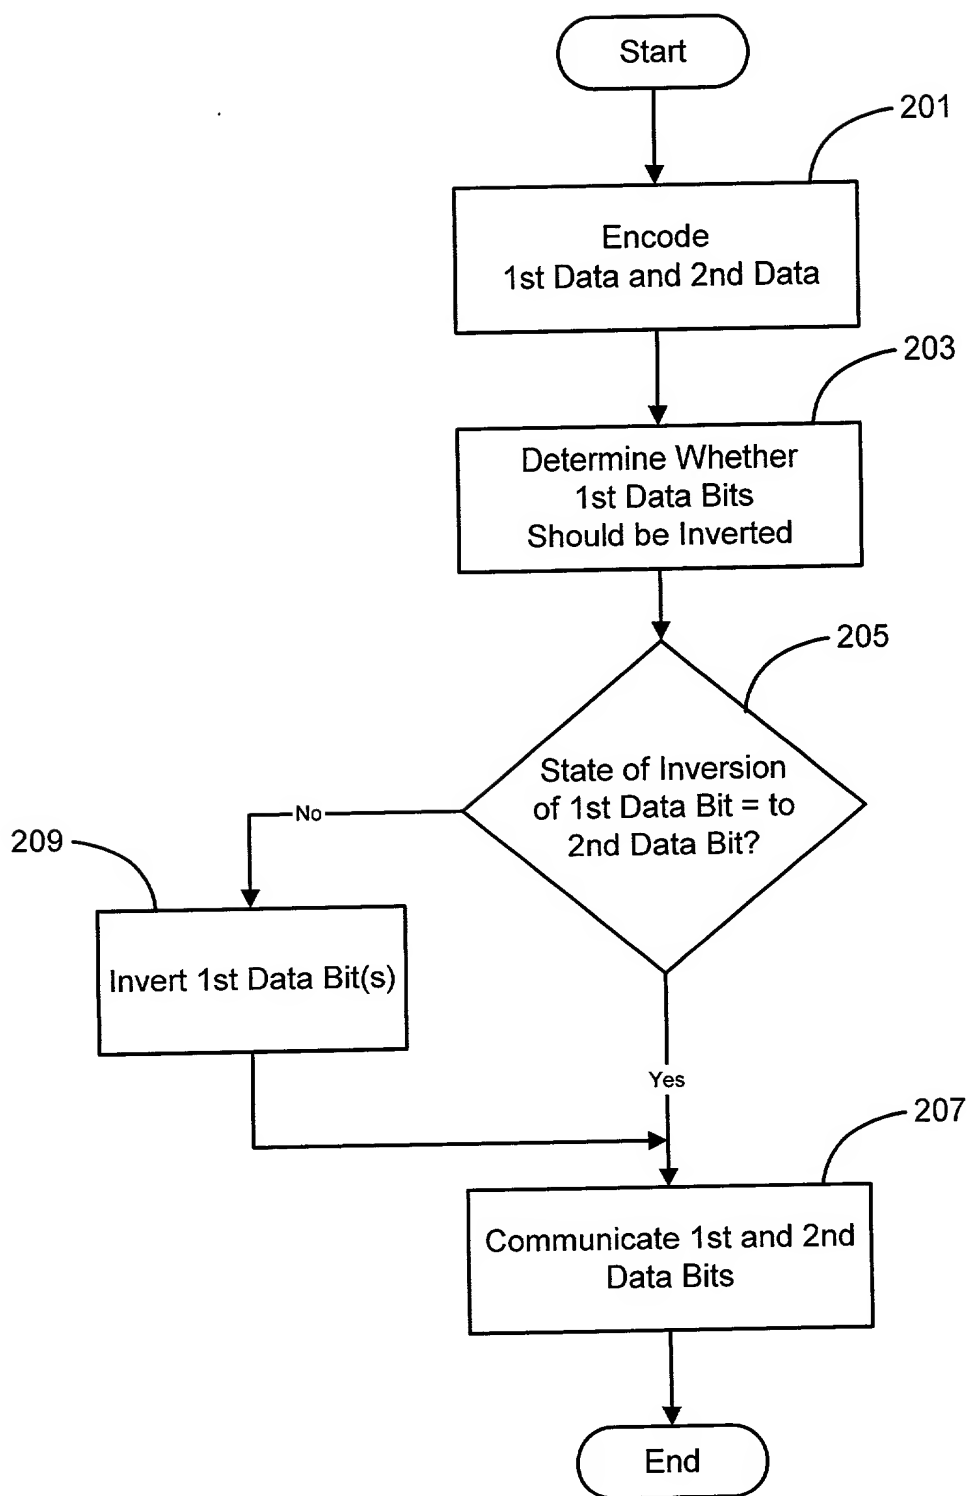 Start
201
Encode
1st Data and 2nd Data
203
Determine Whether
1st Data Bits
Should be Inverted
205
State of Inversion
of 1st Data Bit = to
2nd Data Bit?
No
209
Invert 1st Data Bit(s)
Yes
207
Communicate 1st and 2nd
Data Bits
End